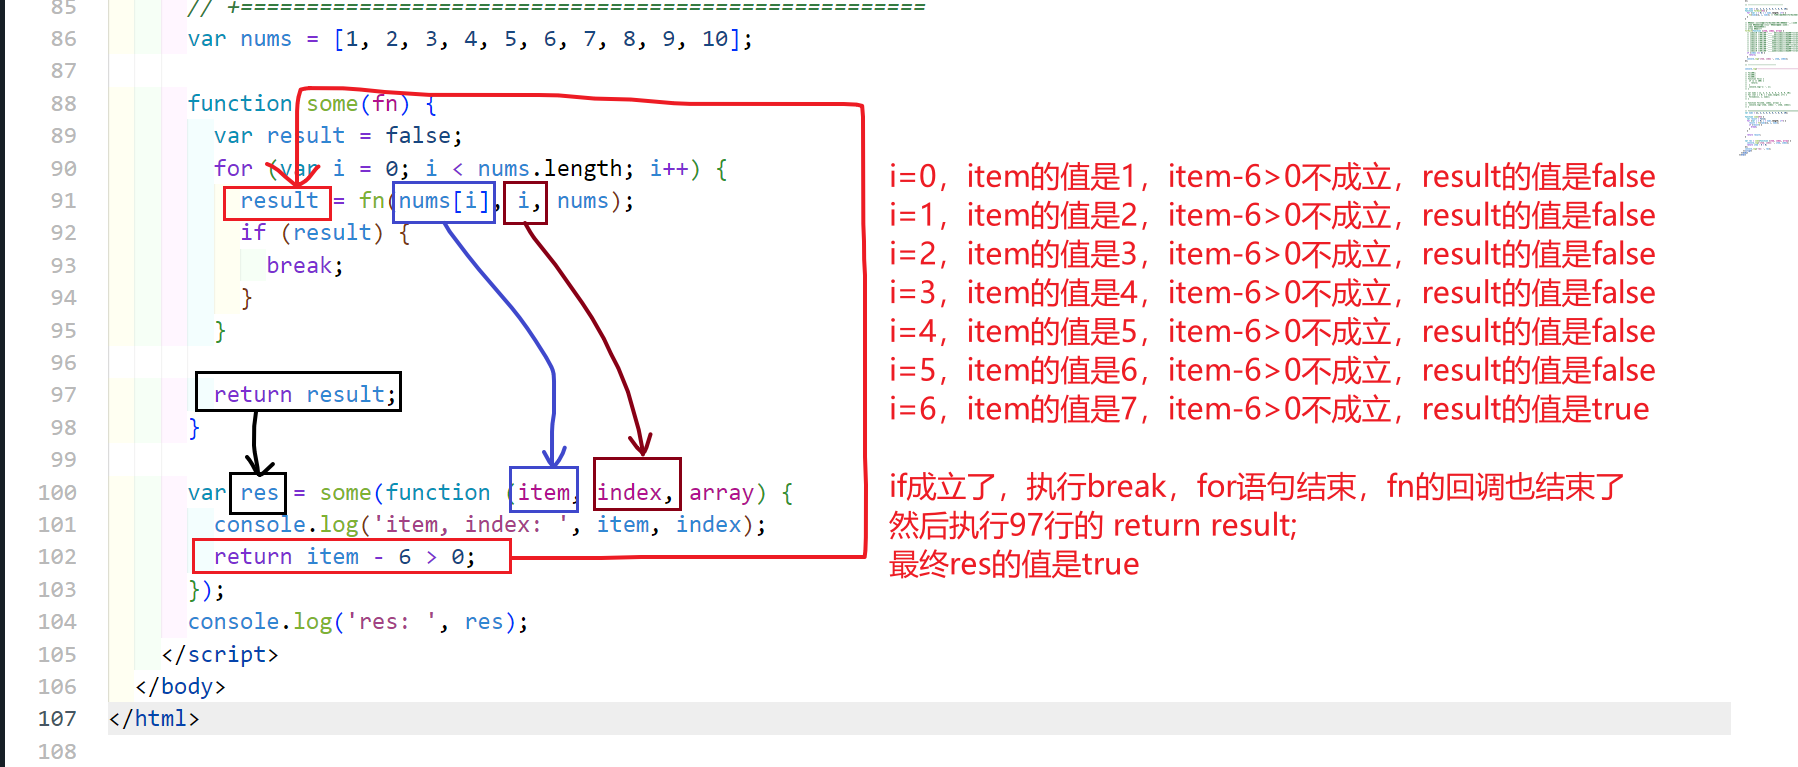 85 // +====================================================
86 var nums = [1, 2, 3, 4, 5, 6, 7, 8, 9, 10];
87
88 function some(fn) {
89 var result = false;
90 for (var i = 0; i < nums.length; i++) {
91 result = fn(nums[i], i, nums);
92 if (result) {
93 break;
94 }
95 }
96
97 return result;
98 }
99
100 var res = some(function (item, index, array) {
101 console.log('item, index: ', item, index);
102 return item - 6 > 0;
103 });
104 console.log('res: ', res);
105 </script>
106 </body>
107 </html>
108
i=0，item的值是1，item-6>0不成立，result的值是false
i=1，item的值是2，item-6>0不成立，result的值是false
i=2，item的值是3，item-6>0不成立，result的值是false
i=3，item的值是4，item-6>0不成立，result的值是false
i=4，item的值是5，item-6>0不成立，result的值是false
i=5，item的值是6，item-6>0不成立，result的值是false
i=6，item的值是7，item-6>0不成立，result的值是true
if成立了，执行break，for语句结束，fn的回调也结束了
然后执行97行的 return result;
最终res的值是true